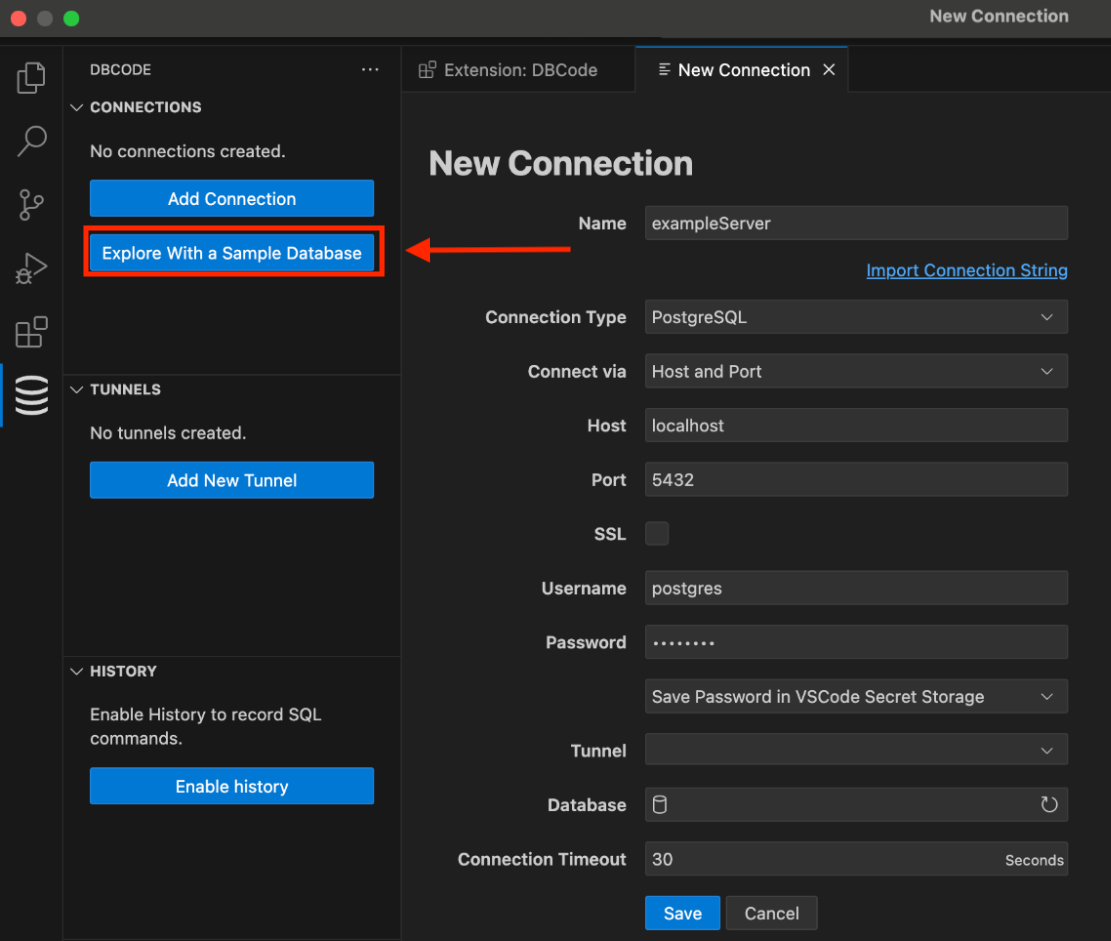 New Connection
DBCODE
Extension: DBCode
New Connection
CONNECTIONS
No connections created.
Add Connection
Explore With a Sample Database
TUNNELS
No tunnels created.
Add New Tunnel
HISTORY
Enable History to record SQL
commands.
Enable history
New Connection
Name exampleServer
Import Connection String
Connection Type PostgreSQL
Connect via Host and Port
Host localhost
Port 5432
SSL
Username postgres
Password ••••••••
Save Password in VSCode Secret Storage
Tunnel
Database
Connection Timeout 30 Seconds
Save Cancel